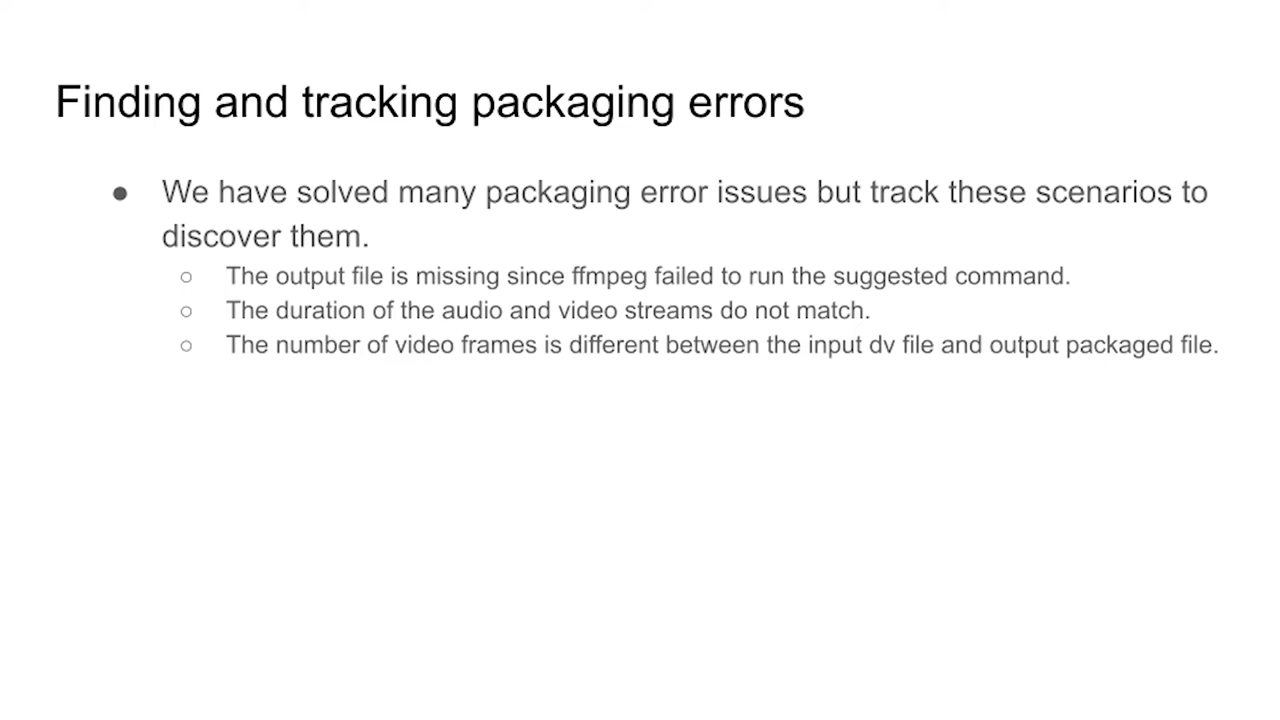 Finding and tracking packaging errors
● We have solved many packaging error issues but track these scenarios to
discover them.
○ The output file is missing since ffmpeg failed to run the suggested command.
○ The duration of the audio and video streams do not match.
○ The number of video frames is different between the input dv file and output packaged file.